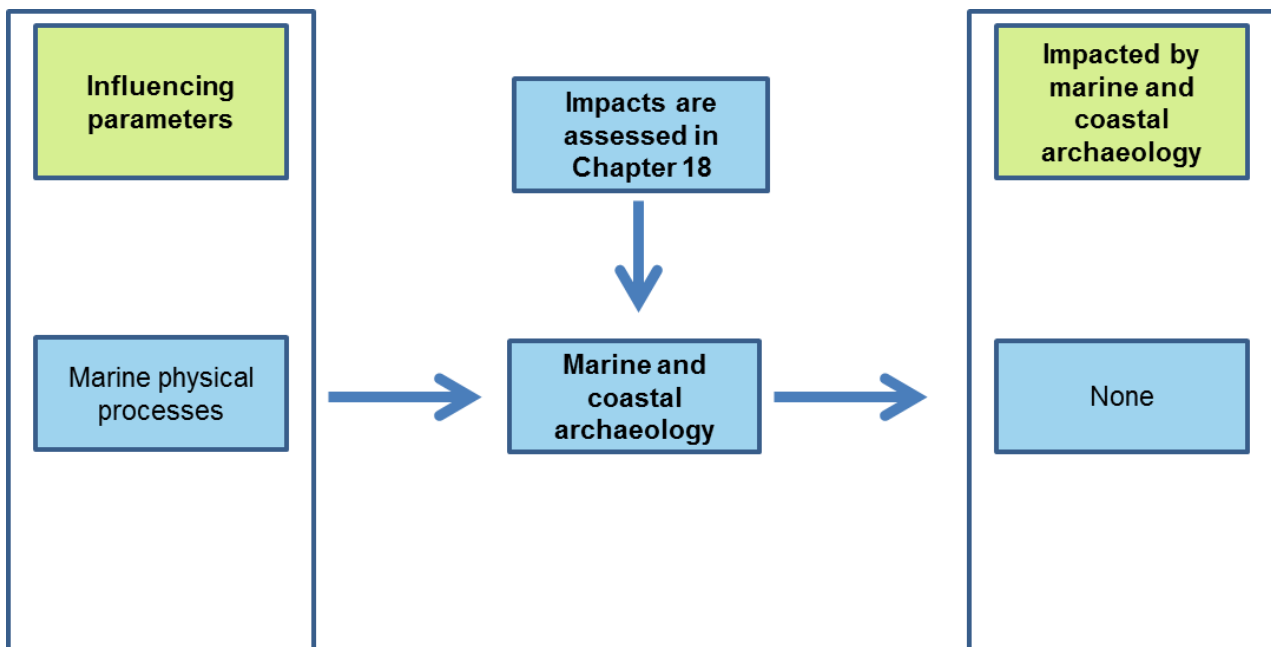 Influencing
parameters
Impacts are
assessed in
Chapter 18
Impacted by
marine and
coastal
archaeology
Marine physical
processes
Marine and
coastal
archaeology
None